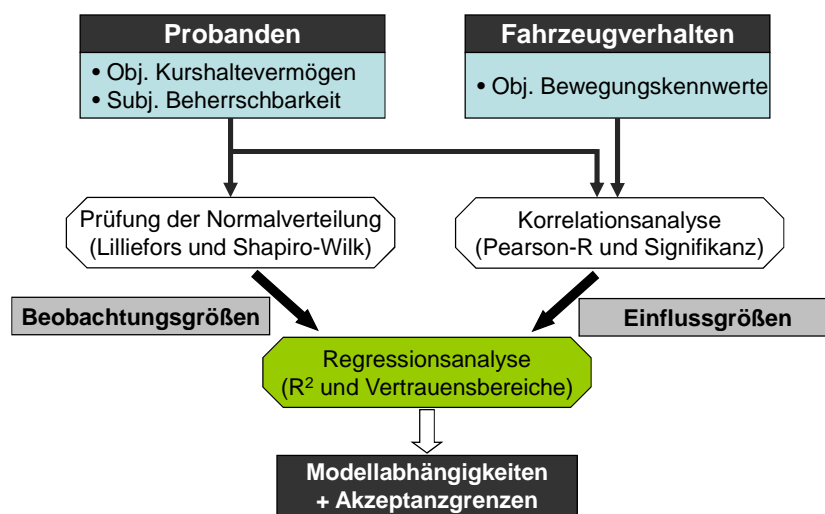 Probanden
• Obj. Kurshaltevermögen
• Subj. Beherrschbarkeit
Fahrzeugverhalten
• Obj. Bewegungskennwerte
Prüfung der Normalverteilung
(Lilliefors und Shapiro-Wilk)
Korrelationsanalyse
(Pearson-R und Signifikanz)
Beobachtungsgrößen
Einflussgrößen
Regressionsanalyse
(R² und Vertrauensbereiche)
Modellabhängigkeiten
+ Akzeptanzgrenzen